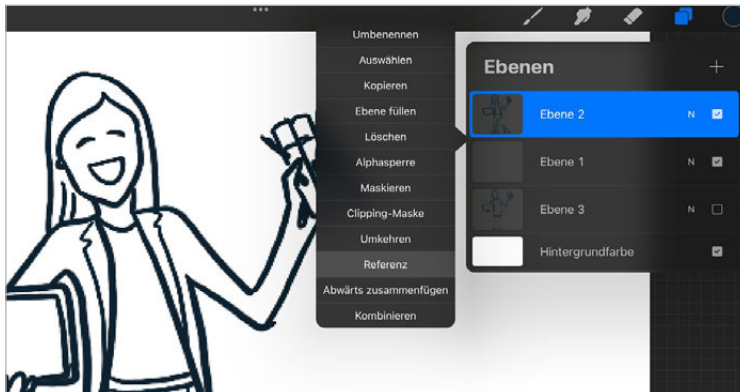 Umbenennen
Auswählen
Kopieren
Ebene füllen
Löschen
Alphasperre
Maskieren
Clipping-Maske
Umkehren
Referenz
Abwärts zusammenfügen
Kombinieren
Ebenen
Ebene 2 N
Ebene 1 N
Ebene 3 N
Hintergrundfarbe